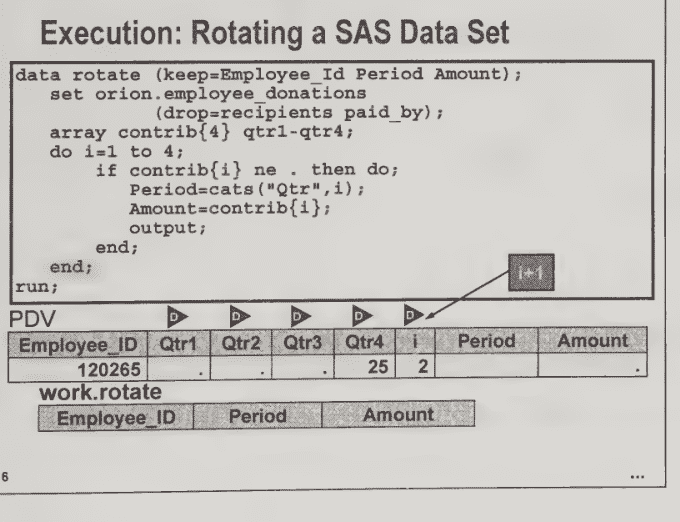 Execution: Rotating a SAS Data Set
data rotate (keep=Employee_Id Period Amount);
set orion.employee_donations
(drop=recipients paid_by);
array contrib{4} qtr1-qtr4;
do i=1 to 4;
if contrib{i} ne . then do;
Period=cats("Qtr",i);
Amount=contrib{i};
output;
end;
end;
run;
i+1
PDV
D D D D D
Employee_ID Qtr1 Qtr2 Qtr3 Qtr4 i Period Amount
120265 . . . 25 2 .
work.rotate
Employee_ID Period Amount
6
...